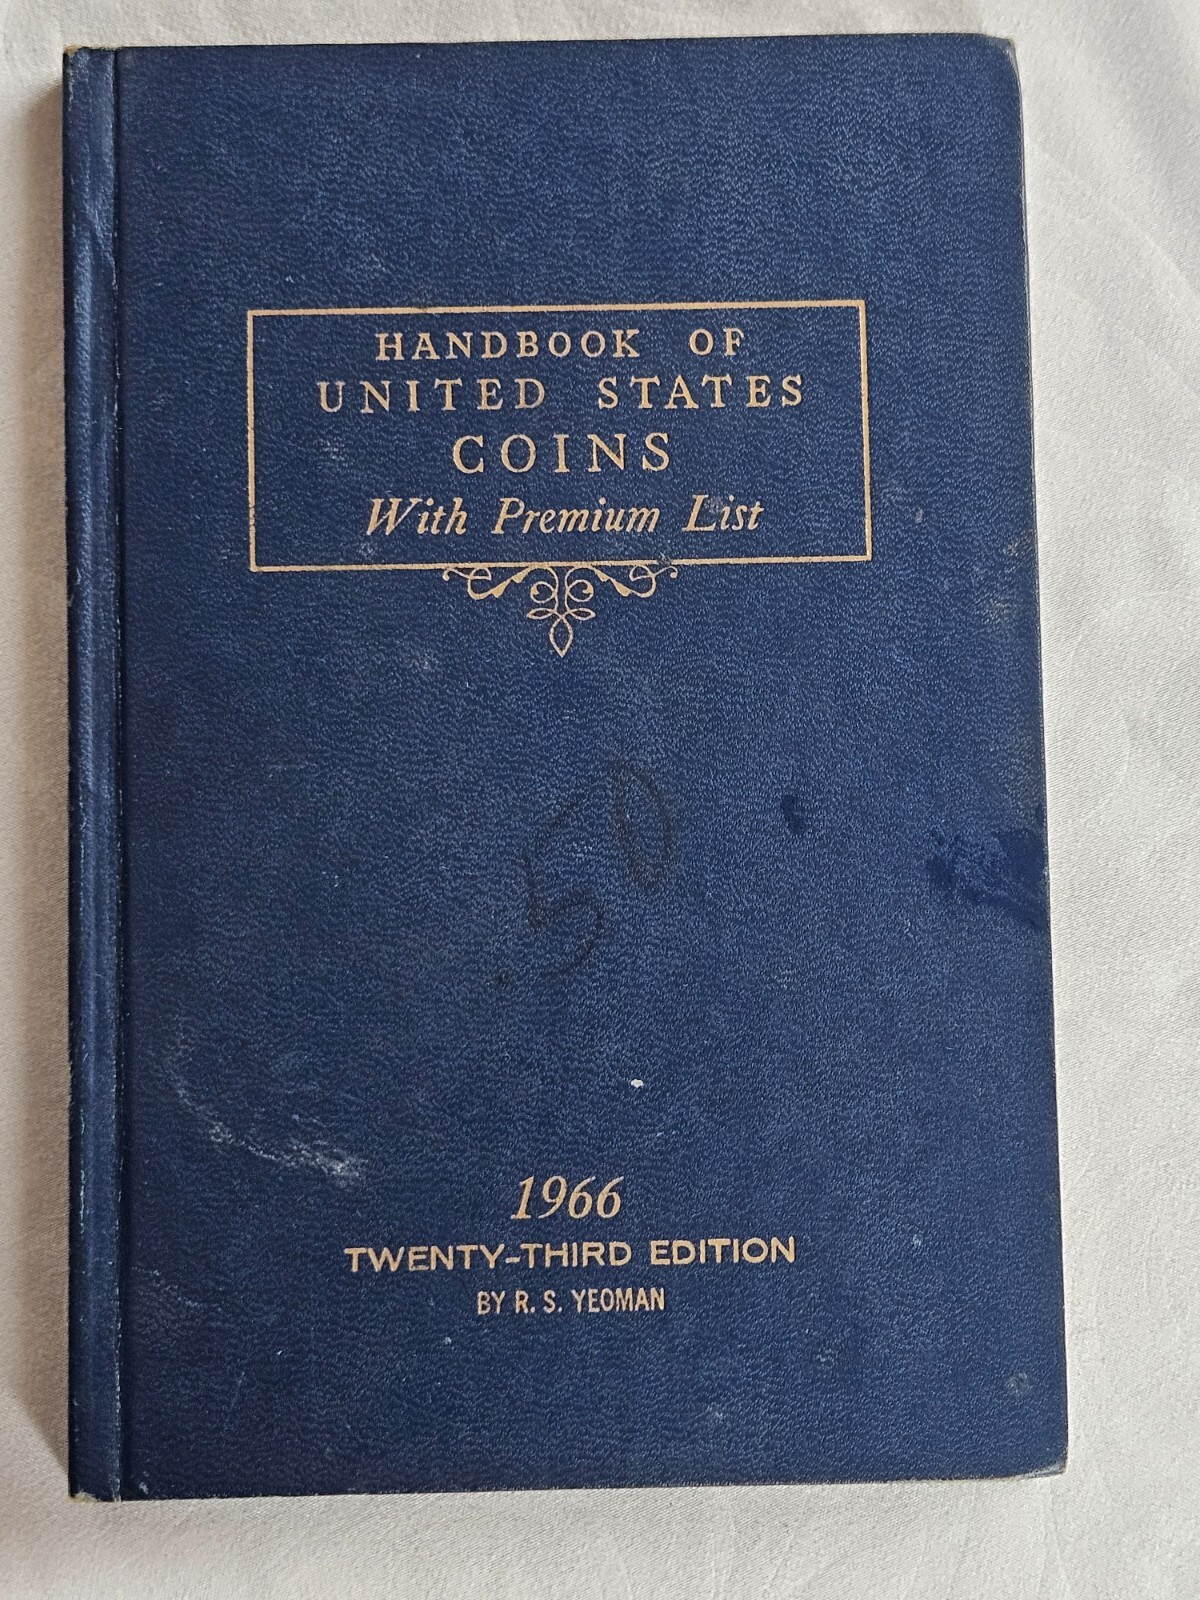 HANDBOOK OF
UNITED STATES
COINS
With Premium List
.50
1966
TWENTY-THIRD EDITION
BY R. S. YEOMAN